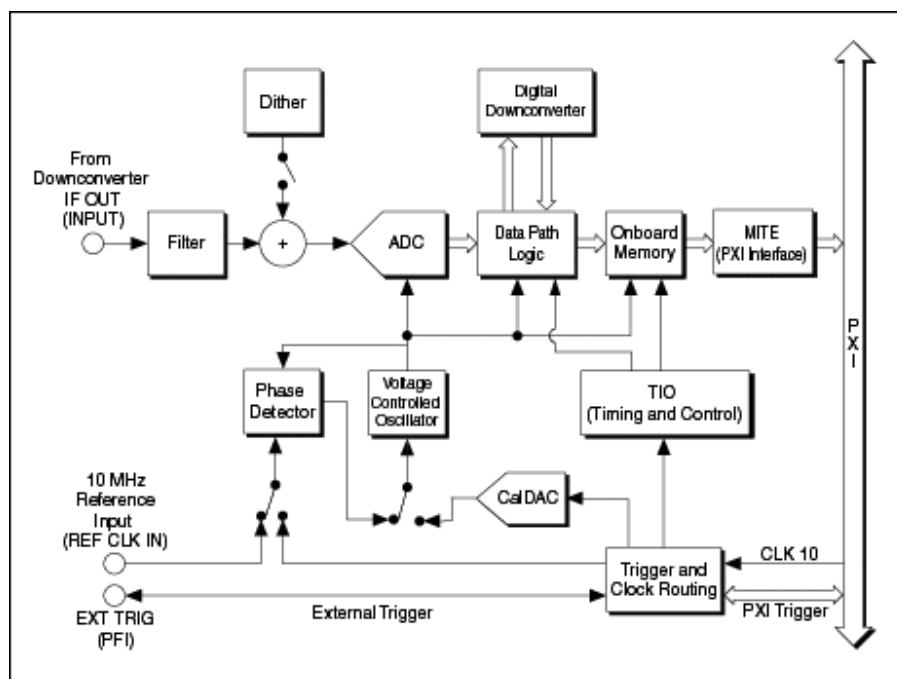 Dither
Digital
Downconverter
From
Downconverter
IF OUT
(INPUT)
Filter
+
ADC
Data Path
Logic
Onboard
Memory
MITE
(PXI Interface)
PXI
Phase
Detector
Voltage
Controlled
Oscillator
TIO
(Timing and Control)
10 MHz
Reference
Input
(REF CLK IN)
CalDAC
Trigger and
Clock Routing
CLK 10
EXT TRIG
(PFI)
External Trigger
PXI Trigger